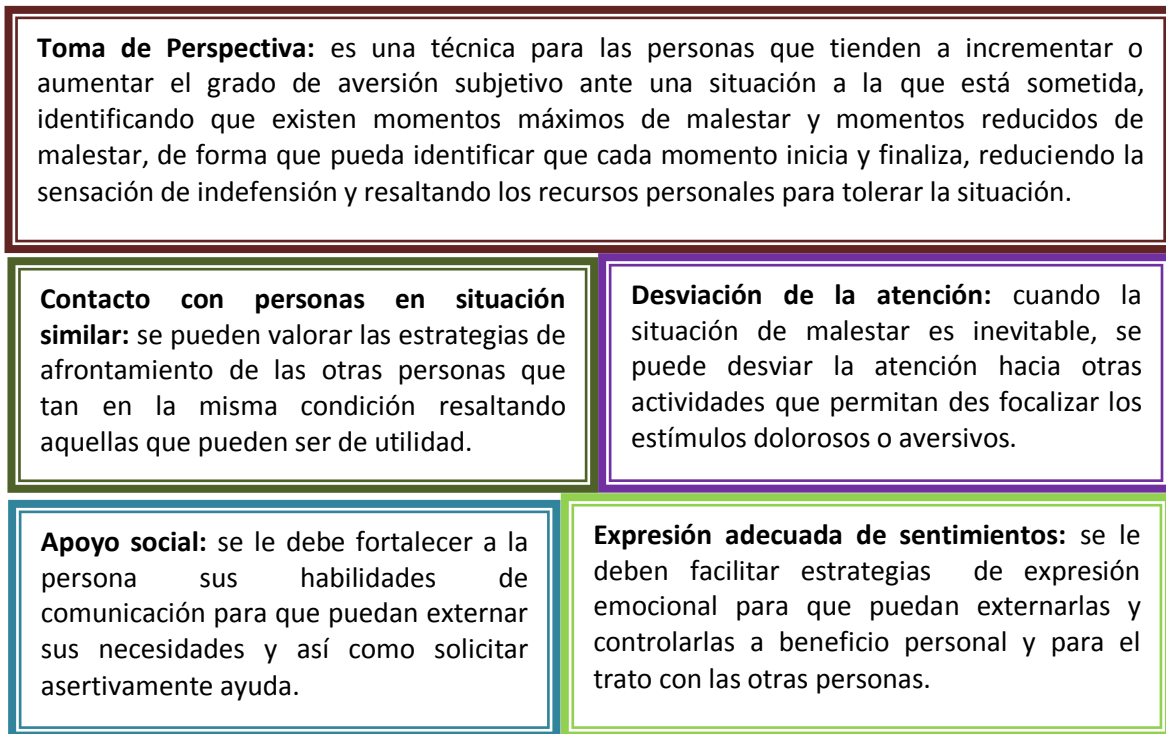 Toma de Perspectiva: es una técnica para las personas que tienden a incrementar o
aumentar el grado de aversión subjetivo ante una situación a la que está sometida,
identificando que existen momentos máximos de malestar y momentos reducidos de
malestar, de forma que pueda identificar que cada momento inicia y finaliza, reduciendo la
sensación de indefensión y resaltando los recursos personales para tolerar la situación.
Contacto con personas en situación
similar: se pueden valorar las estrategias de
afrontamiento de las otras personas que
tan en la misma condición resaltando
aquellas que pueden ser de utilidad.
Desviación de la atención: cuando la
situación de malestar es inevitable, se
puede desviar la atención hacia otras
actividades que permitan des focalizar los
estímulos dolorosos o aversivos.
Apoyo social: se le debe fortalecer a la
persona sus habilidades de
comunicación para que puedan externar
sus necesidades y así como solicitar
asertivamente ayuda.
Expresión adecuada de sentimientos: se le
deben facilitar estrategias de expresión
emocional para que puedan externarlas y
controlarlas a beneficio personal y para el
trato con las otras personas.